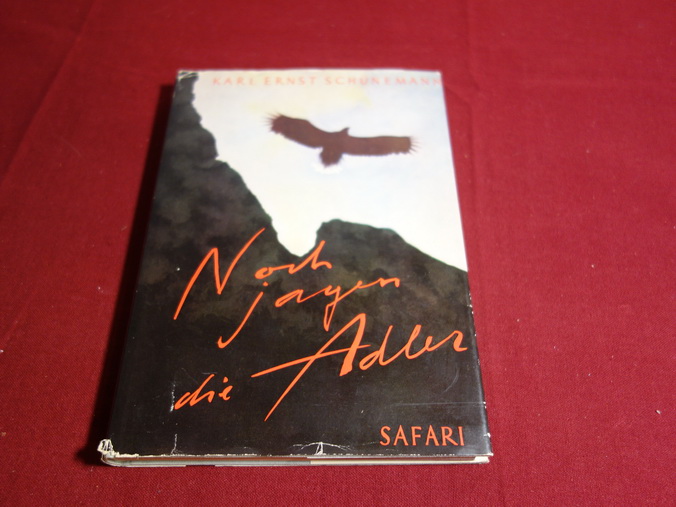 KARL ERNST SCHÜNEMANN
Noch
jagen
die Adler
SAFARI